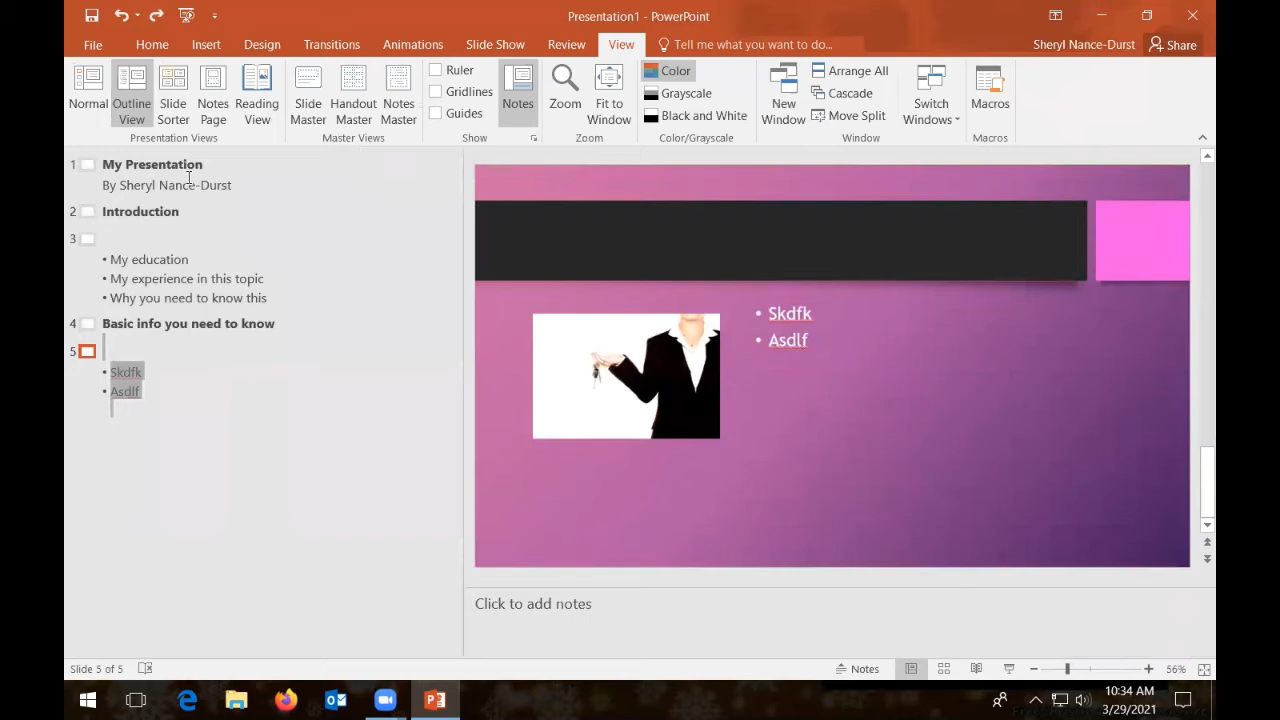 Presentation1 - PowerPoint
File Home Insert Design Transitions Animations Slide Show Review View Tell me what you want to do... Sheryl Nance-Durst Share
Normal Outline View Slide Sorter Notes Page Reading View
Presentation Views
Slide Master Handout Master Notes Master
Master Views
Ruler
Gridlines
Guides
Show
Notes
Zoom Fit to Window
Zoom
Color
Grayscale
Black and White
Color/Grayscale
New Window
Arrange All
Cascade
Move Split
Switch Windows
Window
Macros
Macros
1 My Presentation
By Sheryl Nance-Durst
2 Introduction
3
• My education
• My experience in this topic
• Why you need to know this
4 Basic info you need to know
5
• Skdfk
• Asdlf
• Skdfk
• Asdlf
Click to add notes
Slide 5 of 5 Notes 56%
10:34 AM
3/29/2021